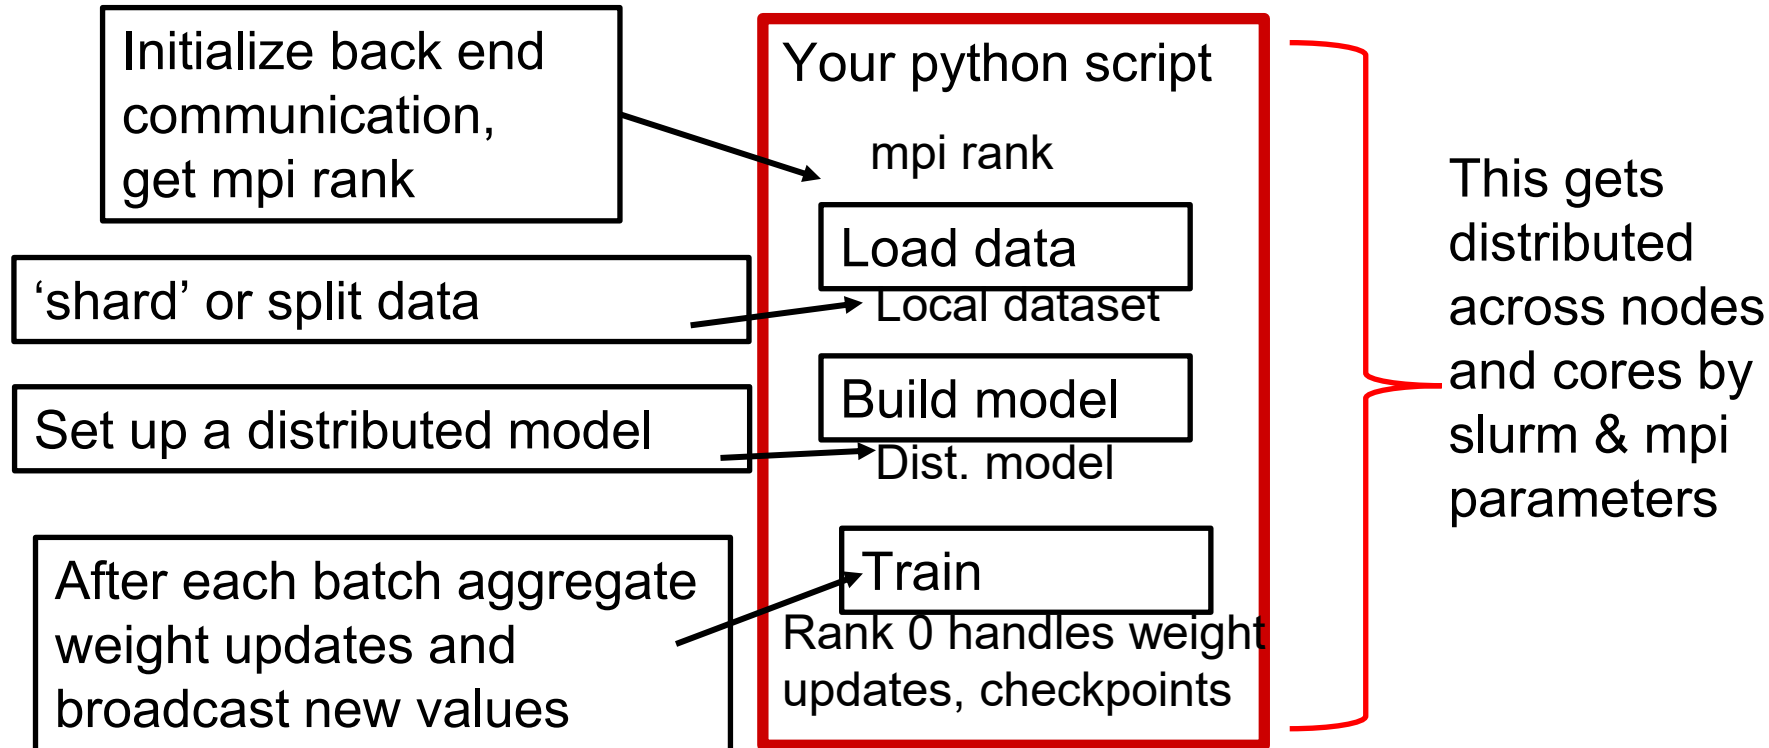 Initialize back end
communication,
get mpi rank
‘shard’ or split data
Set up a distributed model
After each batch aggregate
weight updates and
broadcast new values
Your python script
mpi rank
Load data
Local dataset
Build model
Dist. model
Train
Rank 0 handles weight
updates, checkpoints
This gets
distributed
across nodes
and cores by
slurm & mpi
parameters